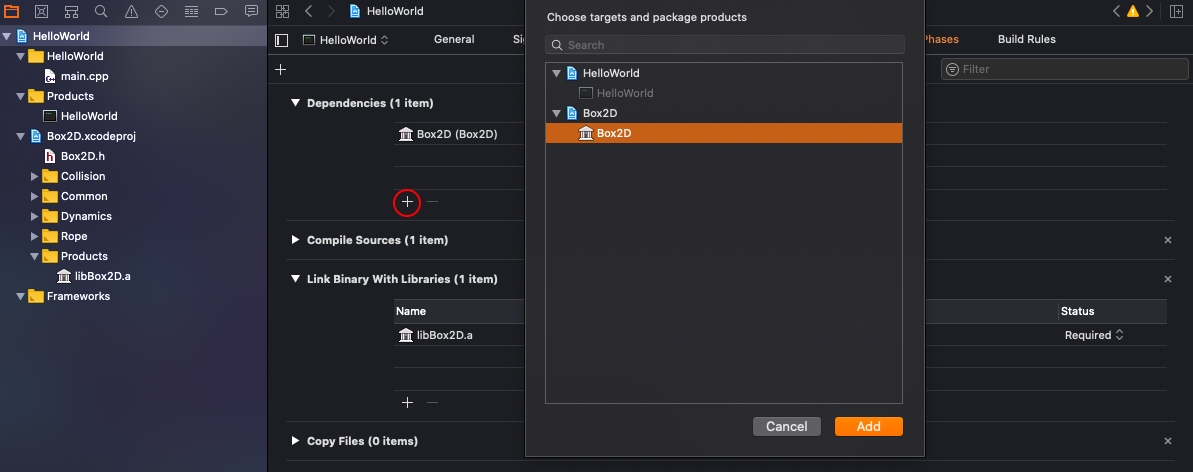 HelloWorld
HelloWorld
main.cpp
Products
HelloWorld
Box2D.xcodeproj
Box2D.h
Collision
Common
Dynamics
Rope
Products
libBox2D.a
Frameworks
HelloWorld
HelloWorld
General
Phases
Build Rules
Filter
Dependencies (1 item)
Box2D (Box2D)
Compile Sources (1 item)
Link Binary With Libraries (1 item)
Name
Status
libBox2D.a
Required
Copy Files (0 items)
Choose targets and package products
Search
HelloWorld
HelloWorld
Box2D
Box2D
Cancel
Add